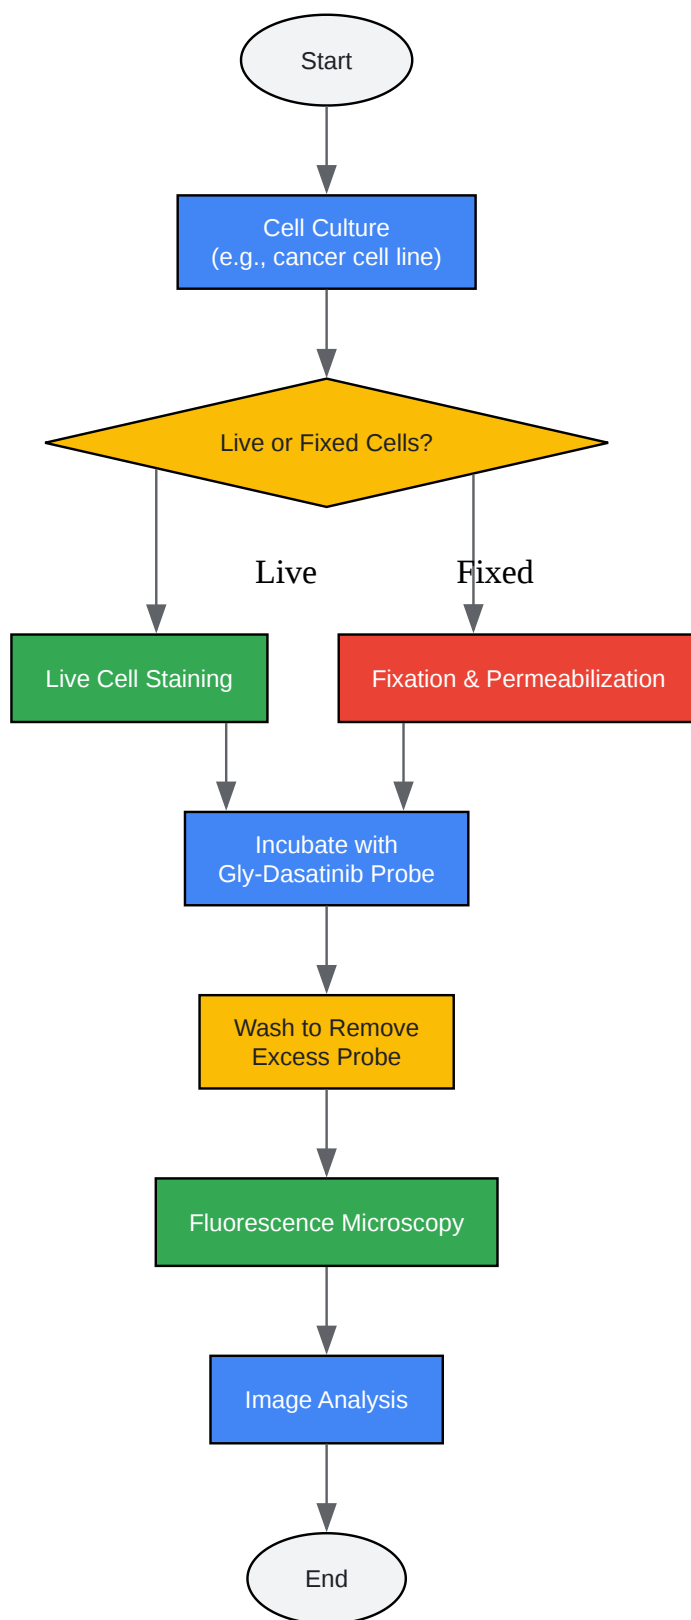 Start
Cell Culture
(e.g., cancer cell line)
Live or Fixed Cells?
Live
Fixed
Live Cell Staining
Fixation & Permeabilization
Incubate with
Gly-Dasatinib Probe
Wash to Remove
Excess Probe
Fluorescence Microscopy
Image Analysis
End